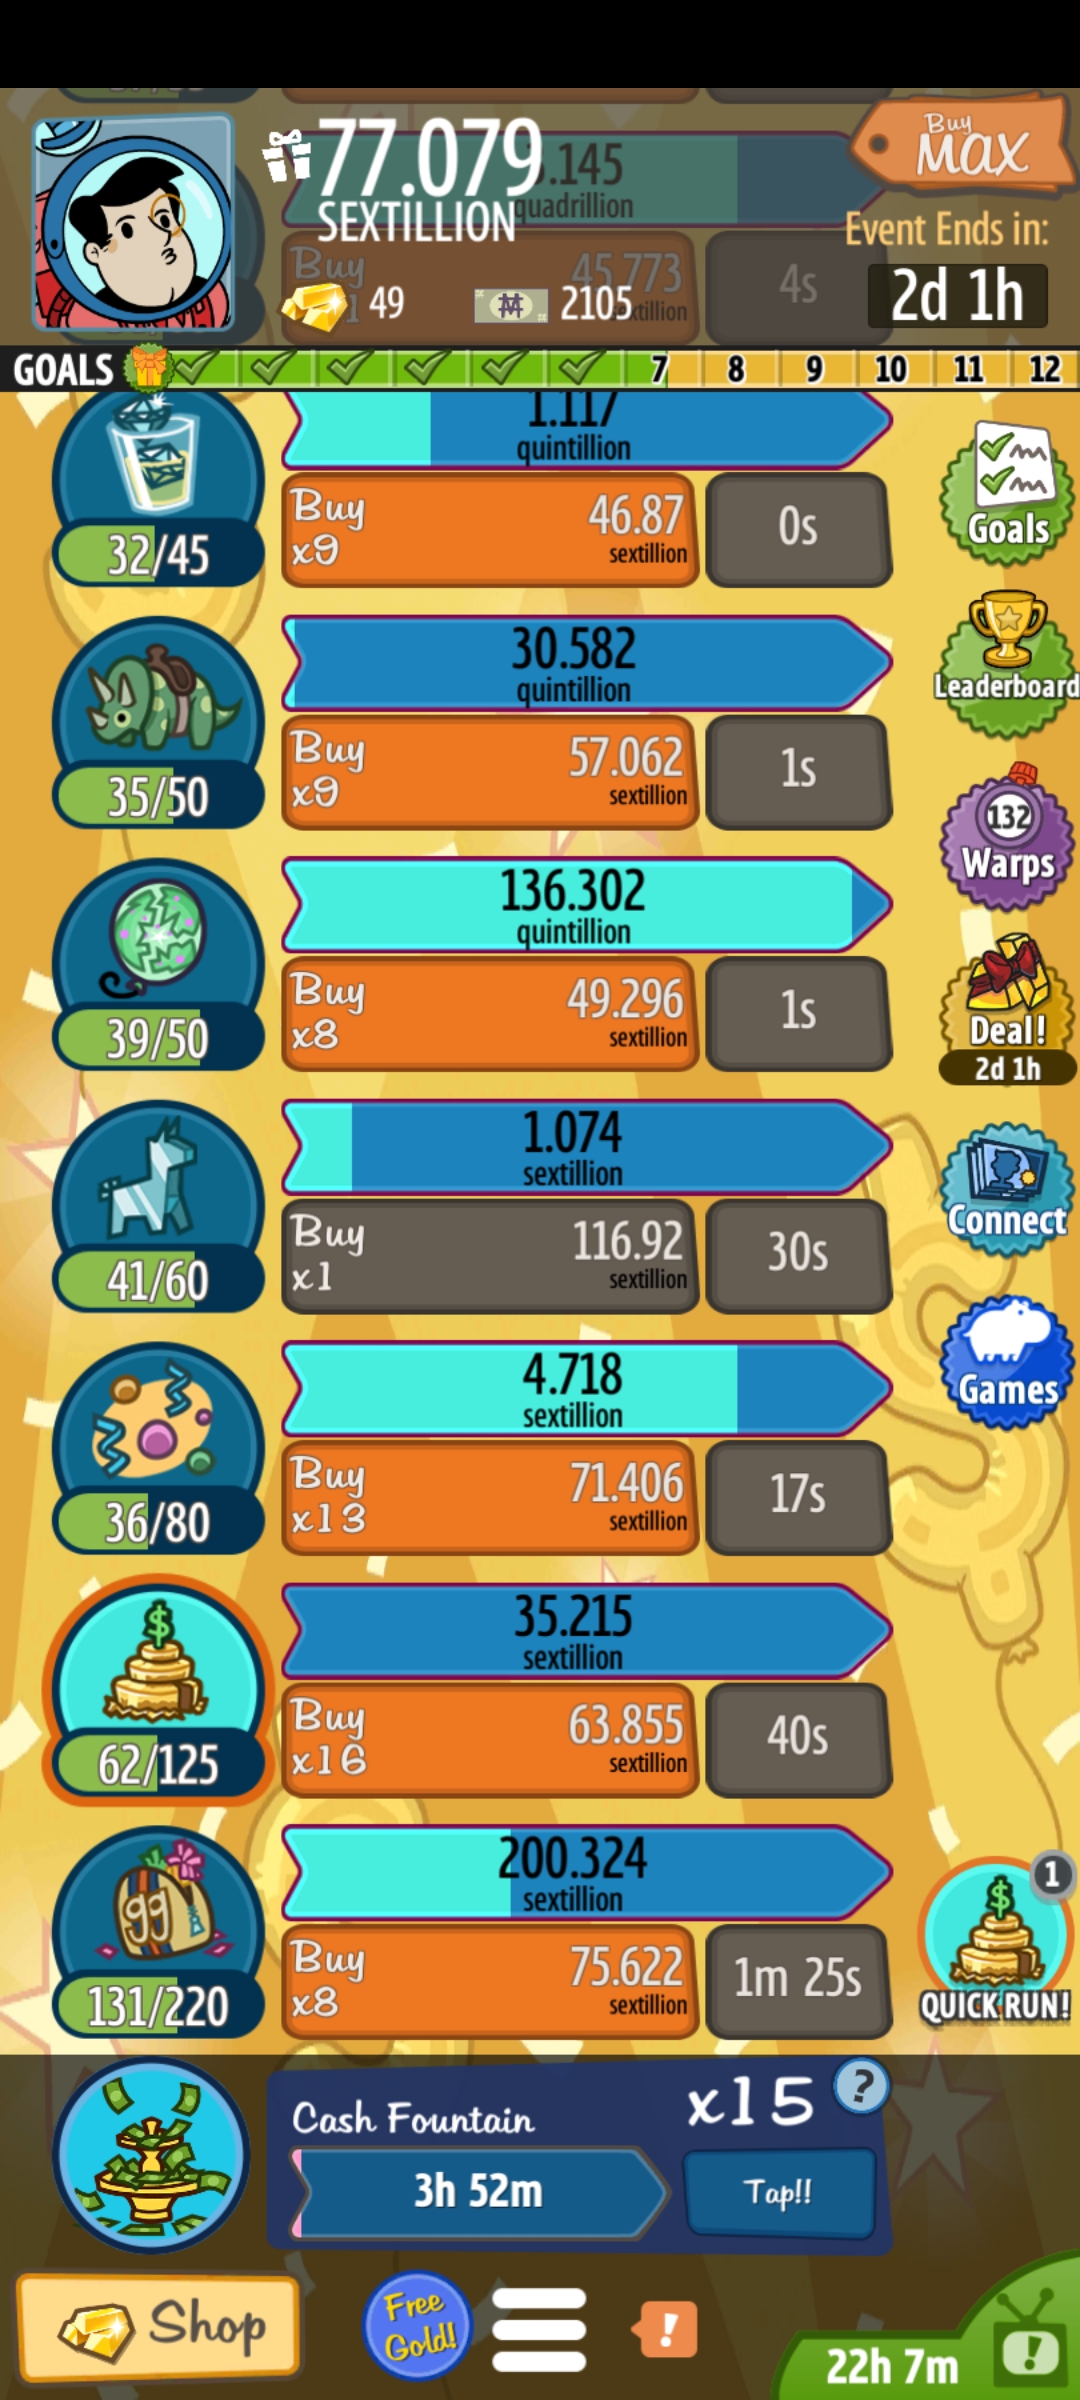 77.079
SEXTILLION
Buy
MAX
.145
quadrillion
Event Ends in:
2d 1h
Buy
45.773
4s
49
2105
GOALS
7
8
9
10
11
12
1.117
quintillion
32/45
Buy
x9
46.87
sextillion
0s
Goals
30.582
quintillion
35/50
Buy
x9
57.062
sextillion
1s
Leaderboard
136.302
quintillion
39/50
Buy
x8
49.296
sextillion
1s
132
Warps
Deal!
2d 1h
1.074
sextillion
41/60
Buy
x1
116.92
sextillion
30s
Connect
4.718
sextillion
36/80
Buy
x13
71.406
sextillion
17s
Games
$
35.215
sextillion
62/125
Buy
x16
63.855
sextillion
40s
99
200.324
sextillion
131/220
Buy
x8
75.622
sextillion
1m 25s
1
$
QUICK RUN!
Cash Fountain
x15
?
3h 52m
Tap!!
Shop
Free
Gold!
!
22h 7m
!